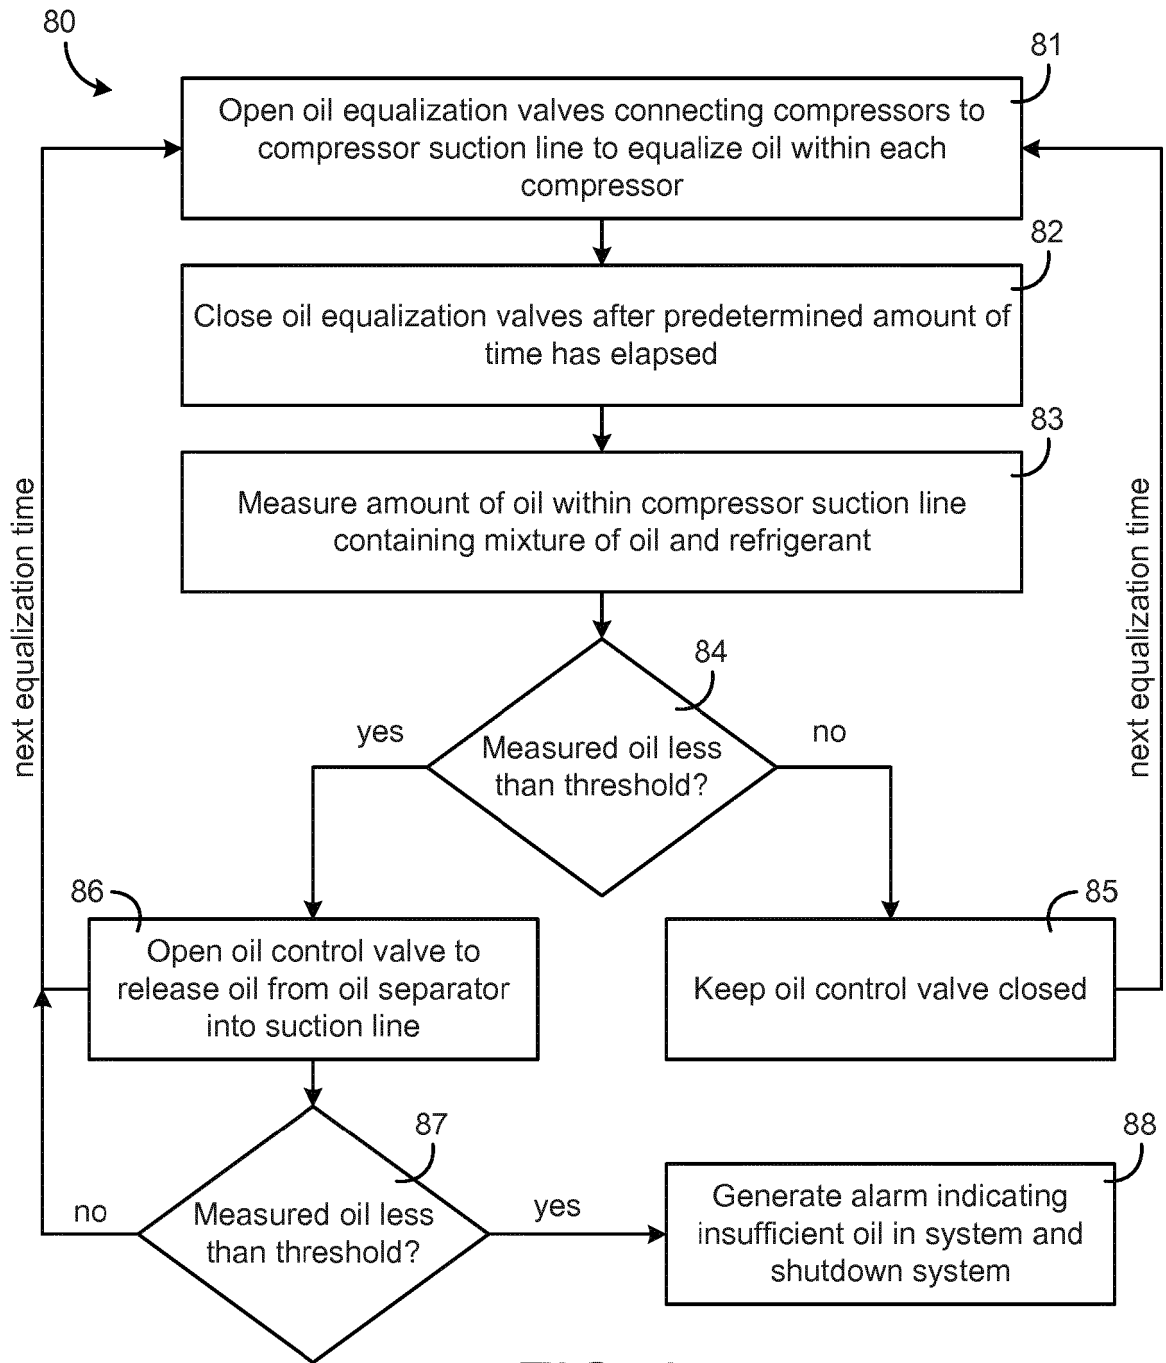 80
81
Open oil equalization valves connecting compressors to
compressor suction line to equalize oil within each
compressor
82
Close oil equalization valves after predetermined amount of
time has elapsed
83
Measure amount of oil within compressor suction line
containing mixture of oil and refrigerant
next equalization time
next equalization time
84
yes
no
Measured oil less
than threshold?
86
Open oil control valve to
release oil from oil separator
into suction line
85
Keep oil control valve closed
87
no
yes
Measured oil less
than threshold?
88
Generate alarm indicating
insufficient oil in system and
shutdown system